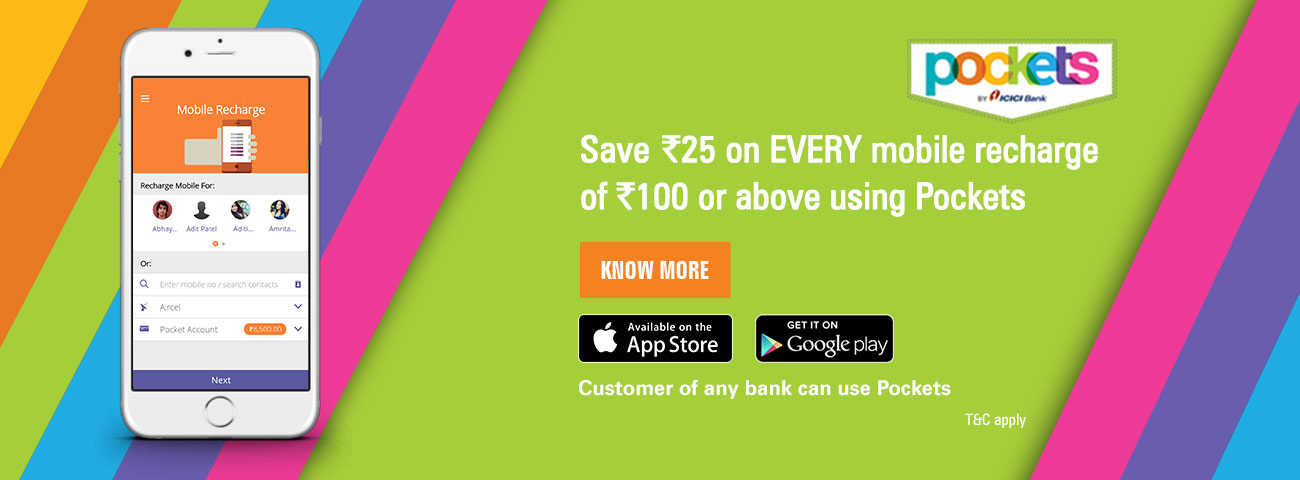 Mobile Recharge
Recharge Mobile For:
Abhay... Adit Patel Aditi... Amrita...
Or:
Enter mobile no / search contacts
Aircel
Pocket Account ₹8,500.00
Next
pockets
BY ICICI Bank
Save ₹25 on EVERY mobile recharge
of ₹100 or above using Pockets
KNOW MORE
Available on the
App Store
GET IT ON
Google play
Customer of any bank can use Pockets
T&C apply